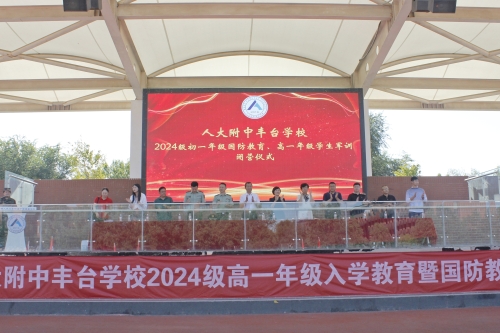 人大附中丰台学校
2024级初一年级国防教育、高一年级学生军训
闭营仪式
附中丰台学校2024级高一年级入学教育暨国防教